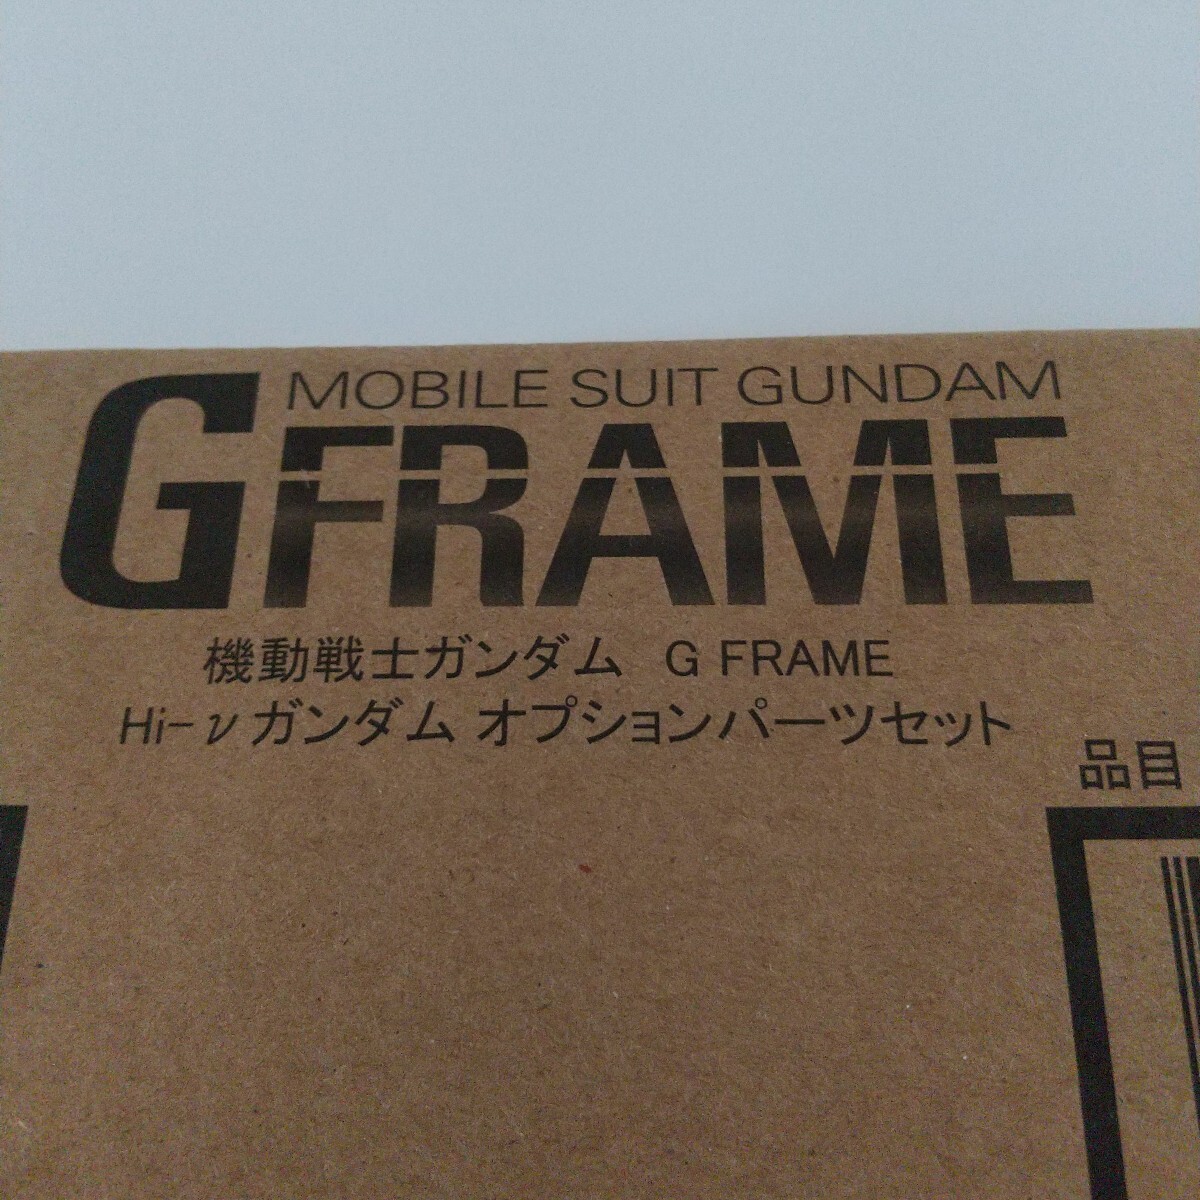 MOBILE SUIT GUNDAM
GFRAME
機動戦士ガンダム G FRAME
Hi-νガンダム オプションパーツセット
品目